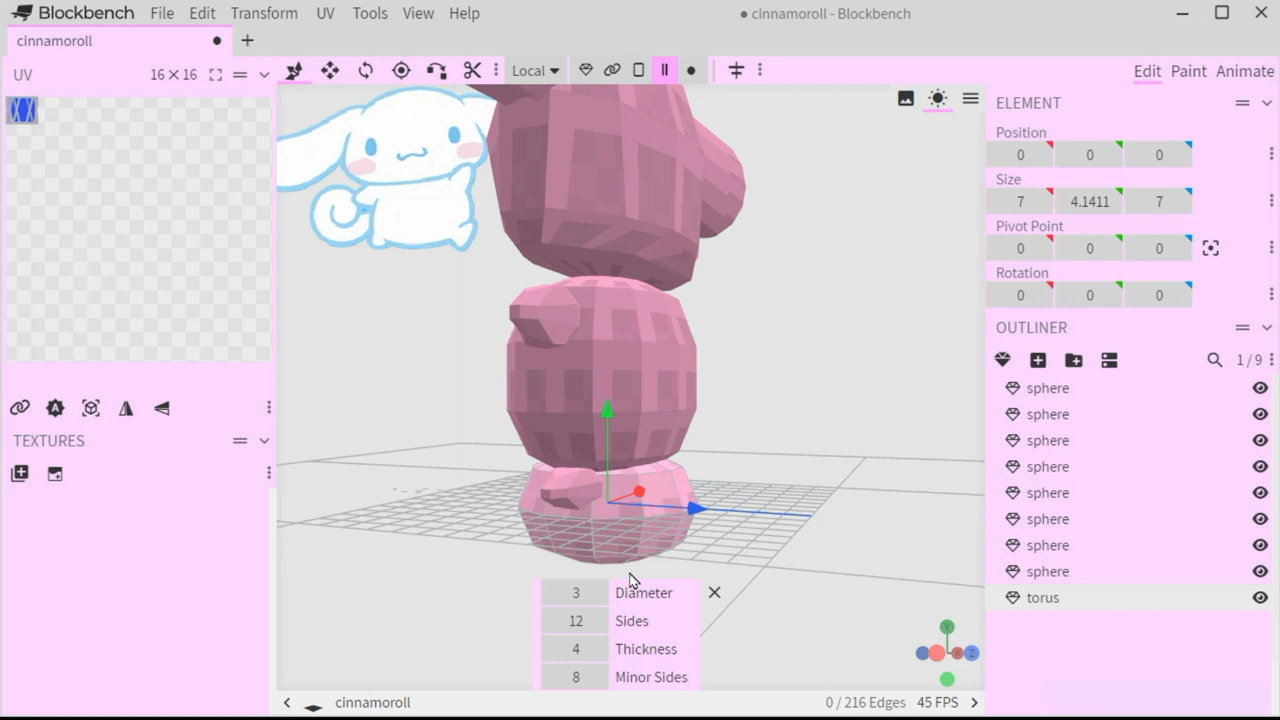 Blockbench File Edit Transform UV Tools View Help
● cinnamoroll - Blockbench
cinnamoroll
UV 16 × 16
Local
Edit Paint Animate
ELEMENT
Position
0 0 0
Size
7 4.1411 7
Pivot Point
0 0 0
Rotation
0 0 0
OUTLINER
1 / 9
sphere
sphere
sphere
sphere
sphere
sphere
sphere
sphere
torus
TEXTURES
3 Diameter
12 Sides
4 Thickness
8 Minor Sides
Y
X Z
cinnamoroll
0 / 216 Edges 45 FPS